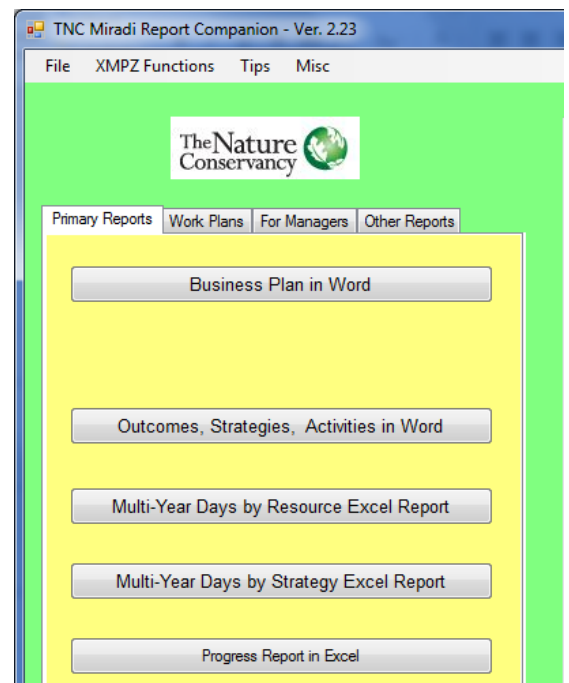 TNC Miradi Report Companion - Ver. 2.23
File XMPZ Functions Tips Misc
The Nature
Conservancy
Primary Reports Work Plans For Managers Other Reports
Business Plan in Word
Outcomes, Strategies, Activities in Word
Multi-Year Days by Resource Excel Report
Multi-Year Days by Strategy Excel Report
Progress Report in Excel